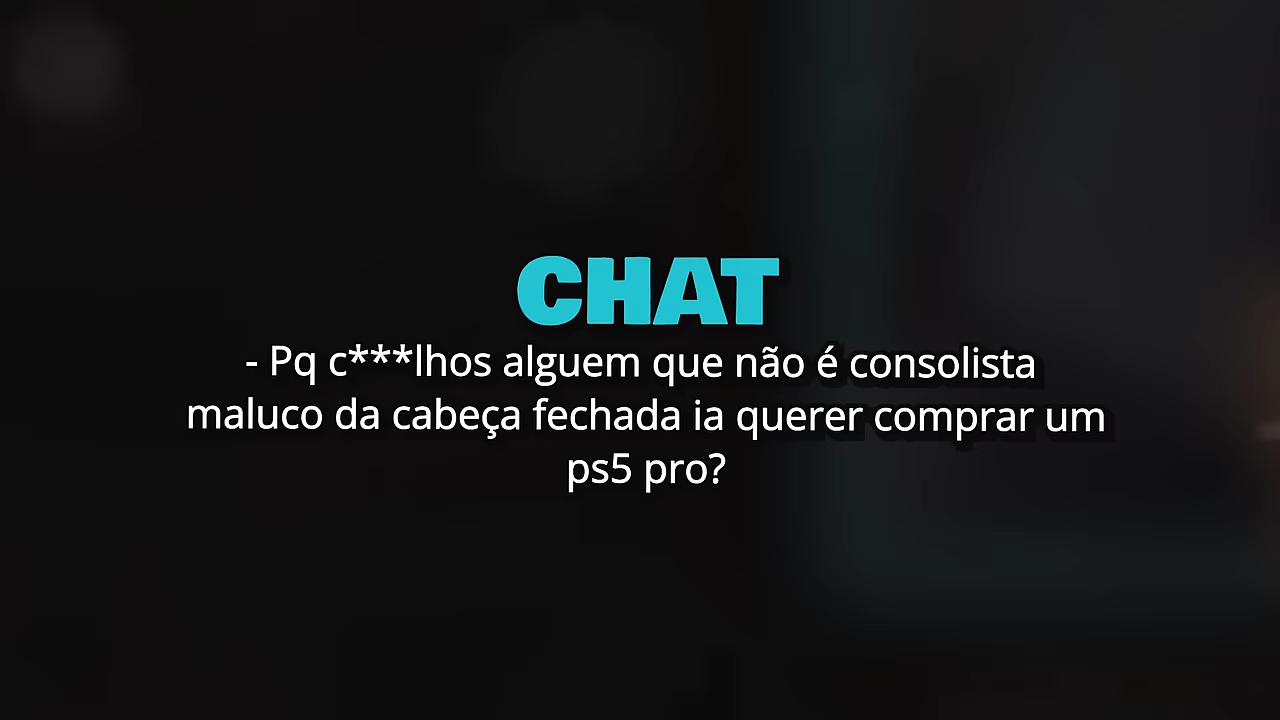 CHAT
- Pq c***lhos alguem que não é consolista
maluco da cabeça fechada ia querer comprar um
ps5 pro?